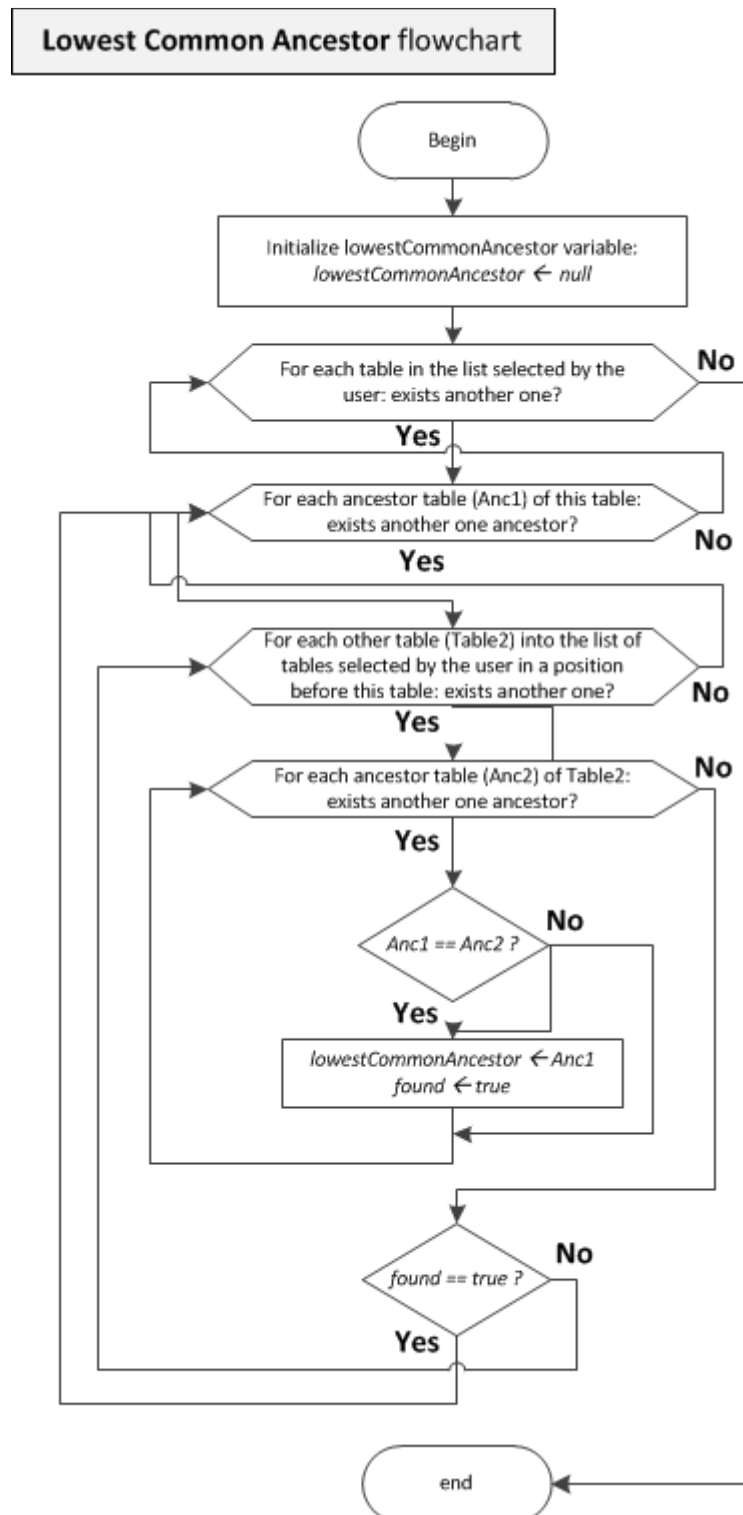 Lowest Common Ancestor flowchart
Begin
Initialize lowestCommonAncestor variable:
lowestCommonAncestor ← null
For each table in the list selected by the
user: exists another one?
No
Yes
For each ancestor table (Anc1) of this table:
exists another one ancestor?
No
Yes
For each other table (Table2) into the list of
tables selected by the user in a position
before this table: exists another one?
No
Yes
For each ancestor table (Anc2) of Table2:
exists another one ancestor?
No
Yes
Anc1 == Anc2 ?
No
Yes
lowestCommonAncestor ← Anc1
found ← true
found == true ?
No
Yes
end